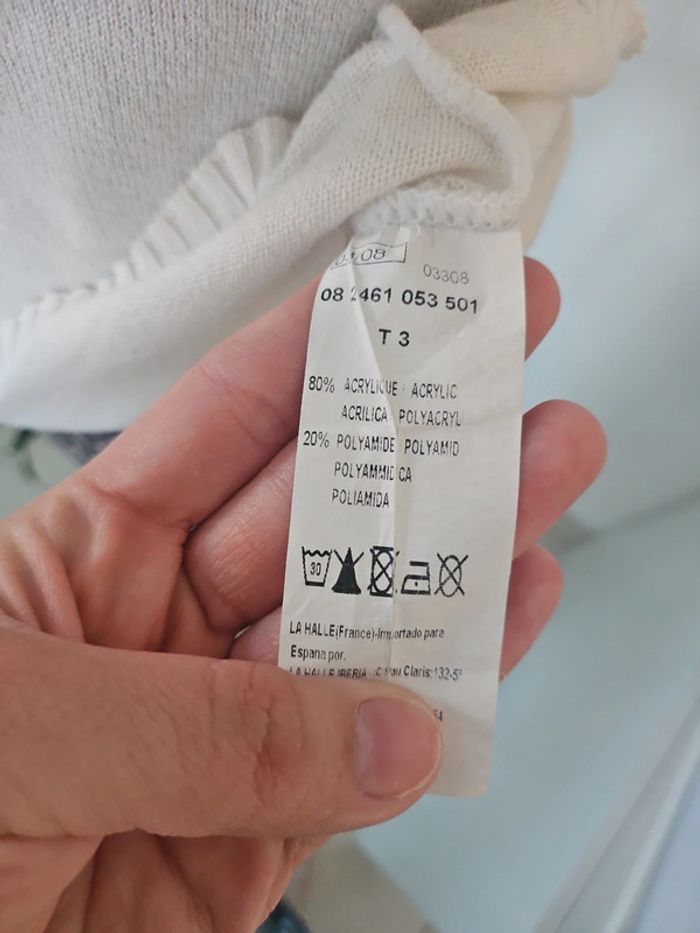 03308
08 2461 053 501
T 3
80% ACRYLIQUE ACRYLIC
ACRILICA POLYACRYL
20% POLYAMIDE POLYAMID
POLYAMMIDICA
POLIAMIDA
30
LA HALLE(France)-Importado para
Espana por.
LA HALLE IBERIA C Pau Claris 132-5º